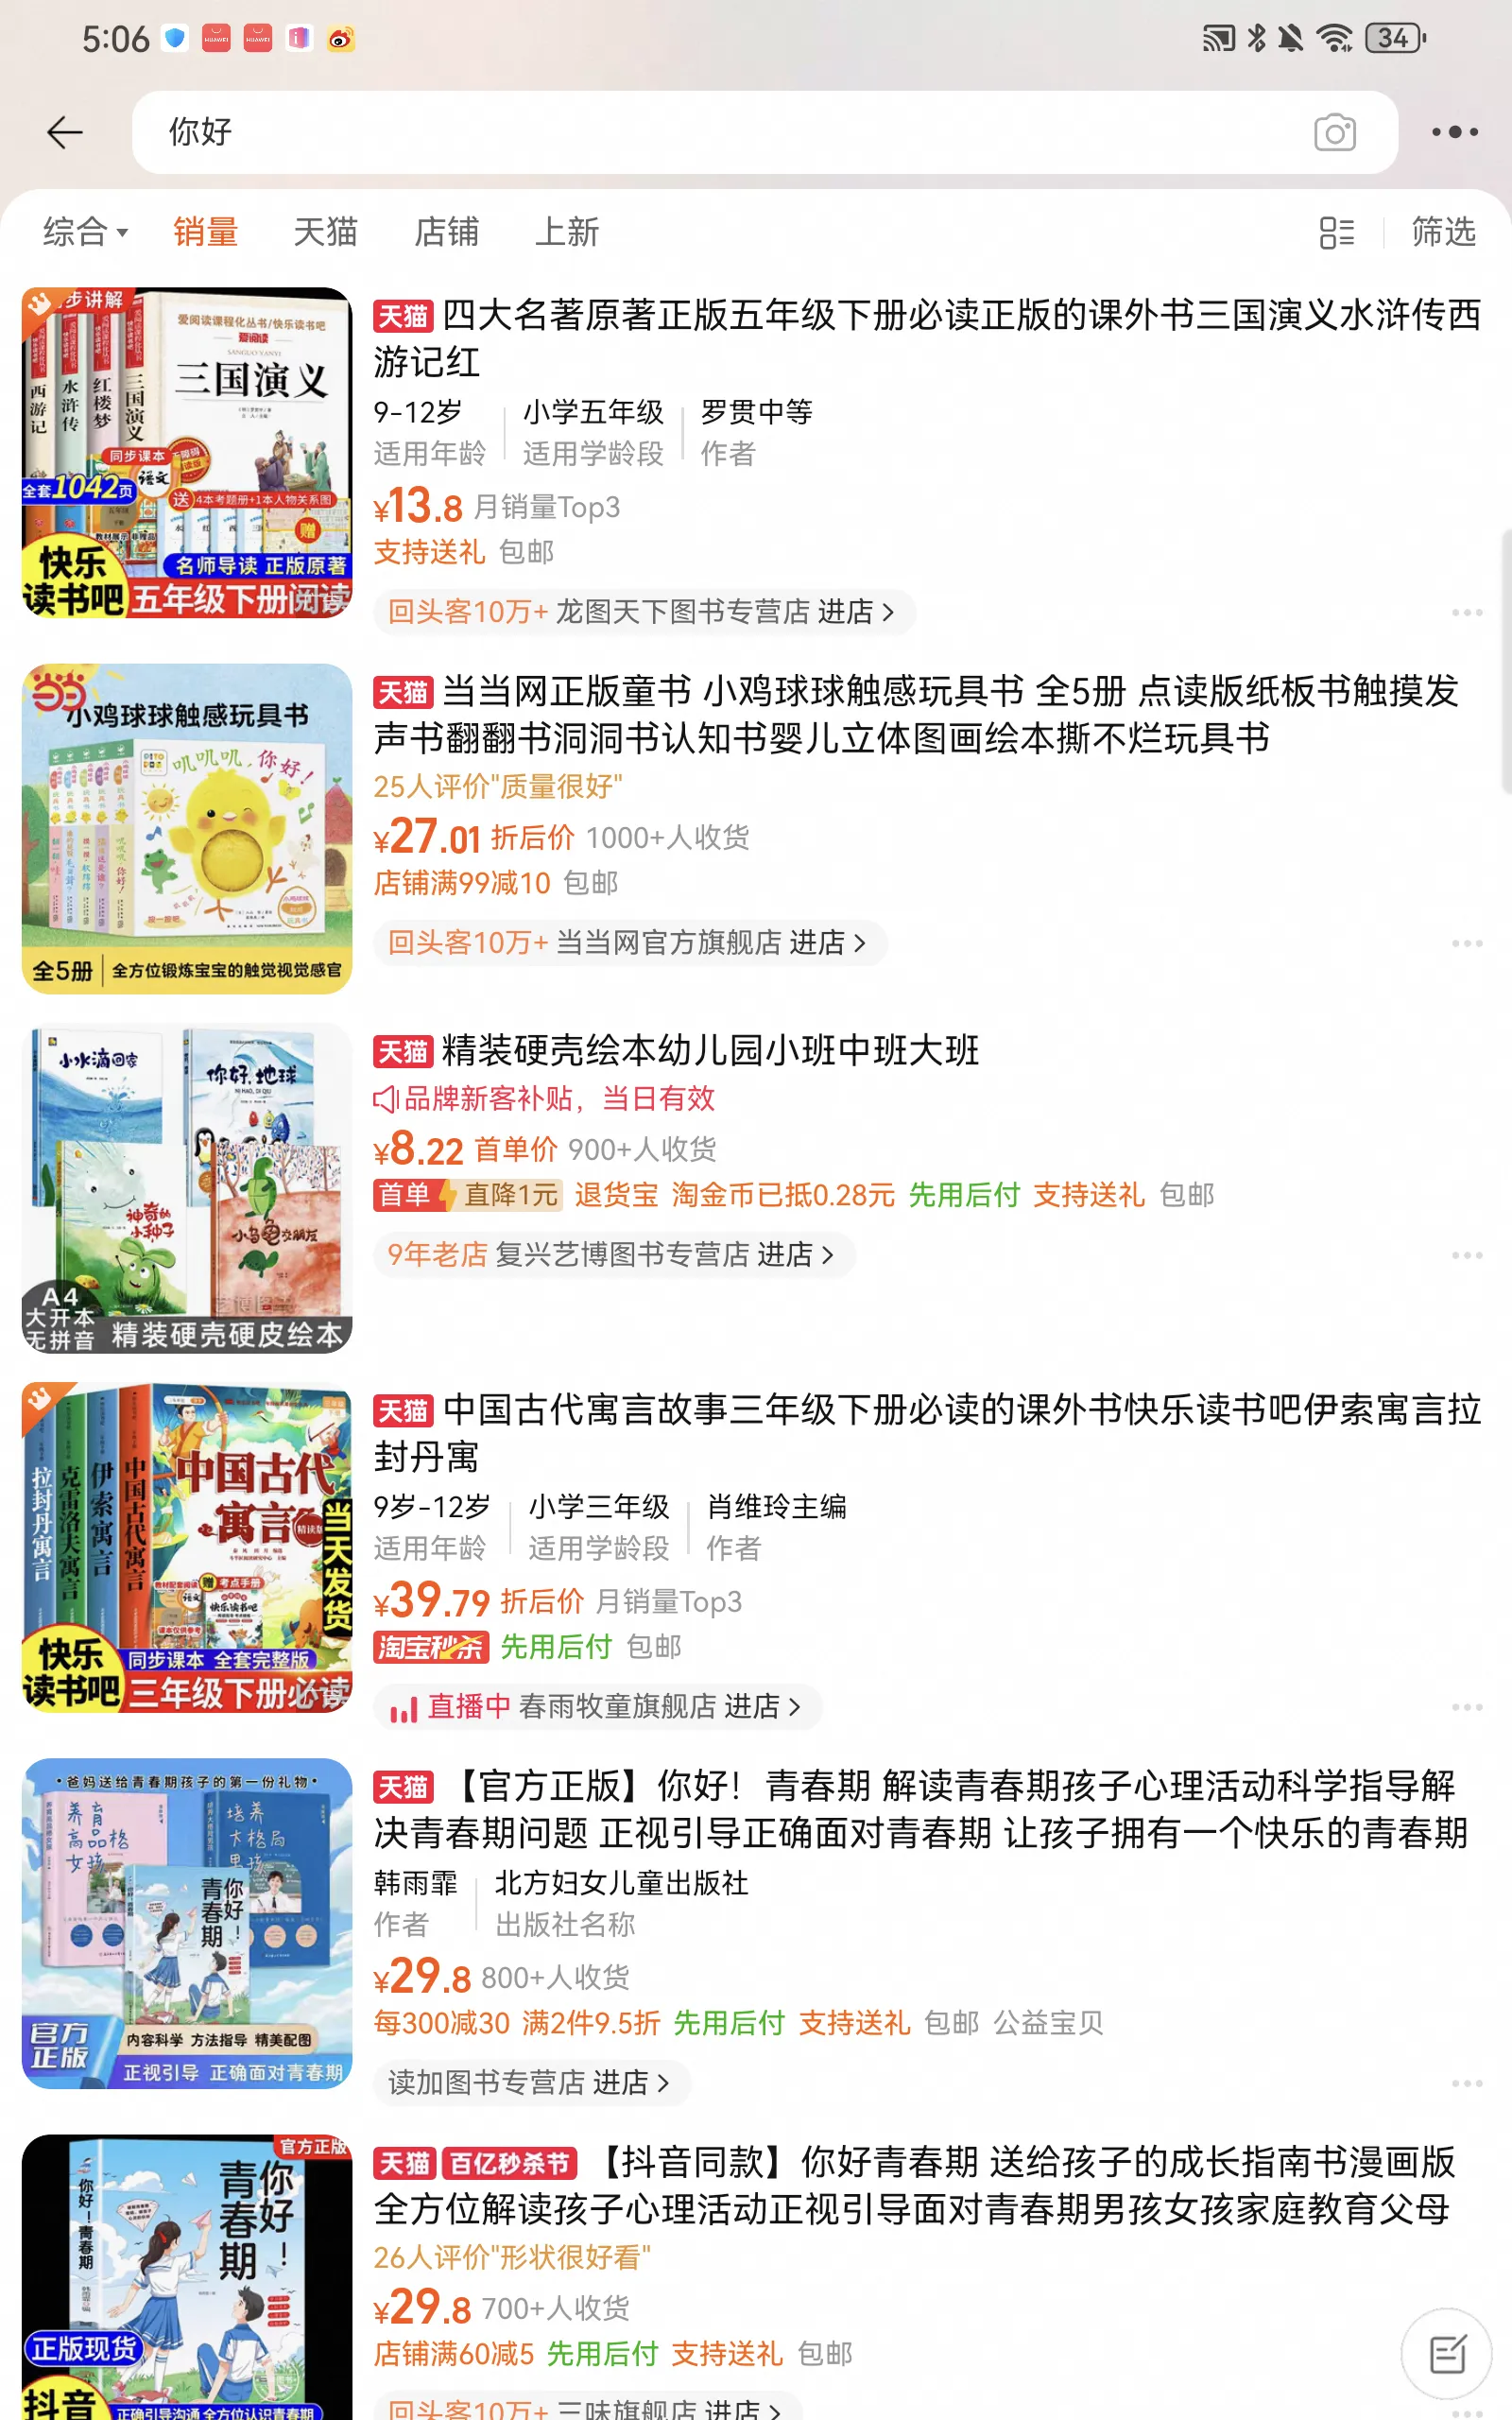 5:06
34
你好
综合 销量 天猫 店铺 上新 筛选
步讲解
爱阅读课程化丛书/快乐读书吧
爱阅读
SANGUO YANYI
三国演义
西游记
水浒传
红楼梦
三国演义
同步课本
语文
全套1042页
送4本考题册+1本人物关系图
赠
名师导读 正版原著
快乐
读书吧
五年级下册阅读
天猫 四大名著原著正版五年级下册必读正版的课外书三国演义水浒传西
游记红
9-12岁 小学五年级 罗贯中等
适用年龄 适用学龄段 作者
¥13.8 月销量Top3
支持送礼 包邮
回头客10万+ 龙图天下图书专营店 进店
当当
小鸡球球触感玩具书
叽叽叽,你好!
全5册 全方位锻炼宝宝的触觉视觉感官
天猫 当当网正版童书 小鸡球球触感玩具书 全5册 点读版纸板书触摸发
声书翻翻书洞洞书认知书婴儿立体图画绘本撕不烂玩具书
25人评价"质量很好"
¥27.01 折后价 1000+人收货
店铺满99减10 包邮
回头客10万+ 当当网官方旗舰店 进店
小水滴回家
你好,地球
NI HAO, DI QIU
神奇的
小种子
小乌龟交朋友
A4
大开本
无拼音
精装硬壳硬皮绘本
天猫 精装硬壳绘本幼儿园小班中班大班
品牌新客补贴，当日有效
¥8.22 首单价 900+人收货
首单 直降1元 退货宝 淘金币已抵0.28元 先用后付 支持送礼 包邮
9年老店 复兴艺博图书专营店 进店
拉封丹寓言
克雷洛夫寓言
伊索寓言
中国古代寓言
中国古代
寓言
精读版
当天发货
赠 考点手册
快乐读书吧
快乐
读书吧
同步课本 全套完整版
三年级下册必读
天猫 中国古代寓言故事三年级下册必读的课外书快乐读书吧伊索寓言拉
封丹寓
9岁-12岁 小学三年级 肖维玲主编
适用年龄 适用学龄段 作者
¥39.79 折后价 月销量Top3
淘宝秒杀 先用后付 包邮
直播中 春雨牧童旗舰店 进店
•爸妈送给青春期孩子的第一份礼物•
养育
高品格
女孩
培养
大格局
男孩
你好！
青春期
官方
正版
内容科学 方法指导 精美配图
正视引导 正确面对青春期
天猫 【官方正版】你好！青春期 解读青春期孩子心理活动科学指导解
决青春期问题 正视引导正确面对青春期 让孩子拥有一个快乐的青春期
韩雨霏 北方妇女儿童出版社
作者 出版社名称
¥29.8 800+人收货
每300减30 满2件9.5折 先用后付 支持送礼 包邮 公益宝贝
读加图书专营店 进店
官方正版
你好！青春期
你好！
青春期
正版现货
抖音
正确引导沟通 全方位认识青春期
天猫 百亿秒杀节 【抖音同款】你好青春期 送给孩子的成长指南书漫画版
全方位解读孩子心理活动正视引导面对青春期男孩女孩家庭教育父母
26人评价"形状很好看"
¥29.8 700+人收货
店铺满60减5 先用后付 支持送礼 包邮
回头客10万+ 三味旗舰店 进店